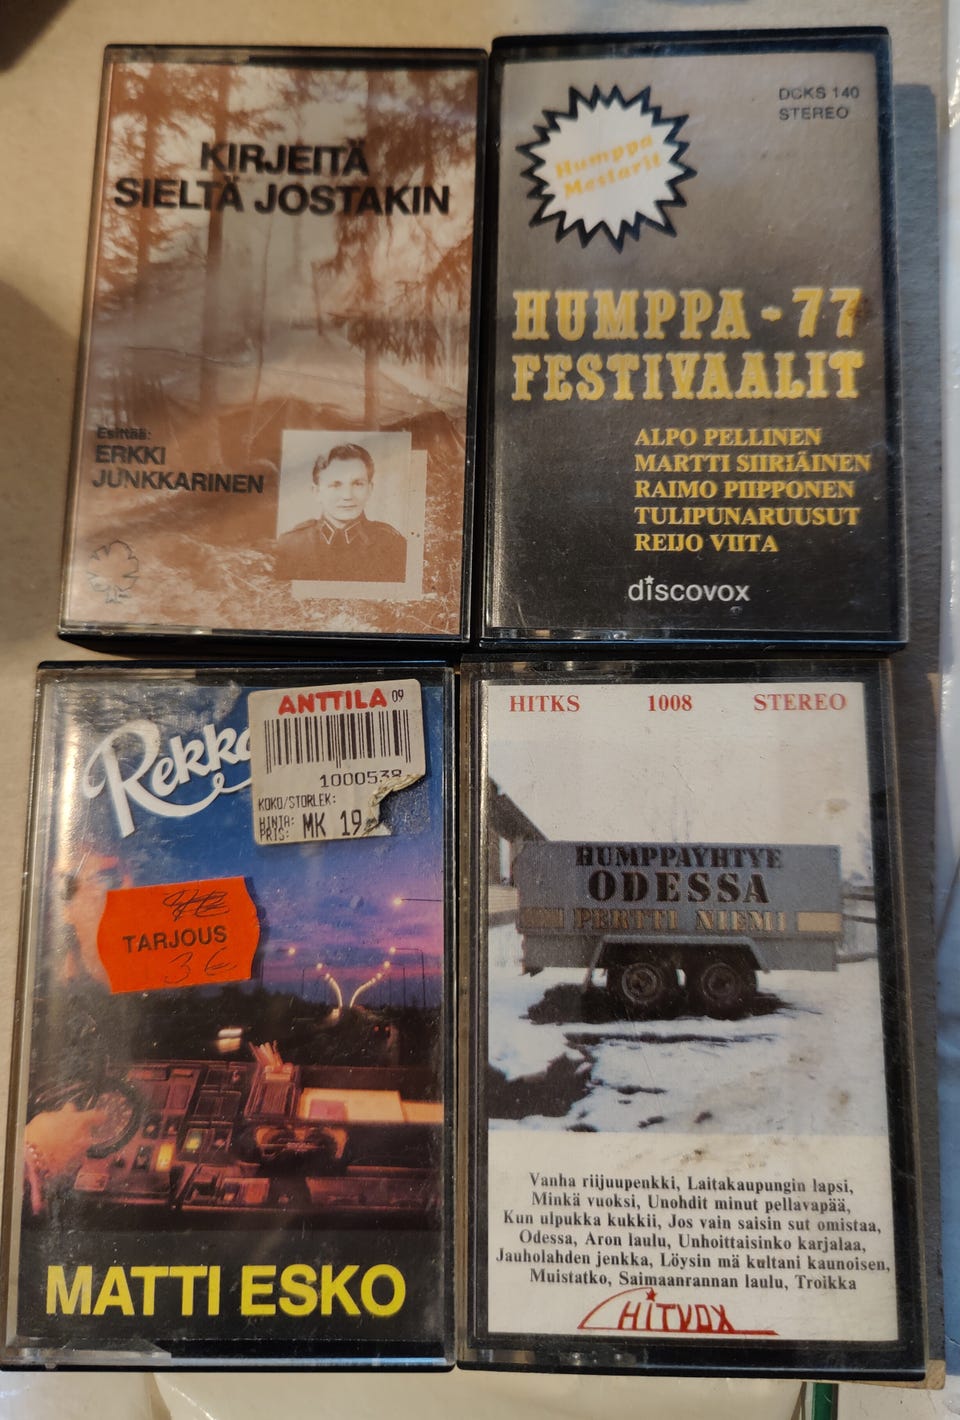 KIRJEITÄ
SIELTÄ JOSTAKIN
Esittää:
ERKKI
JUNKKARINEN
DCKS 140
STEREO
Humppa
Mestarit
HUMPPA - 77
FESTIVAALIT
ALPO PELLINEN
MARTTI SIIRIÄINEN
RAIMO PIIPPONEN
TULIPUNARUUSUT
REIJO VIITA
discovox
ANTTILA 09
1000538
KOKO/STORLEK:
HINTA:
PRIS: MK 19
TARJOUS
3€
MATTI ESKO
HITKS 1008 STEREO
HUMPPAYHTYE
ODESSA
PERTTI NIEMI
Vanha riijuupenkki, Laitakaupungin lapsi,
Minkä vuoksi, Unohdit minut pellavapää,
Kun ulpukka kukkii, Jos vain saisin sut omistaa,
Odessa, Aron laulu, Unhoittaisinko karjalaa,
Jauholahden jenkka, Löysin mä kultani kaunoisen,
Muistatko, Saimaanrannan laulu, Troikka
HITVOX